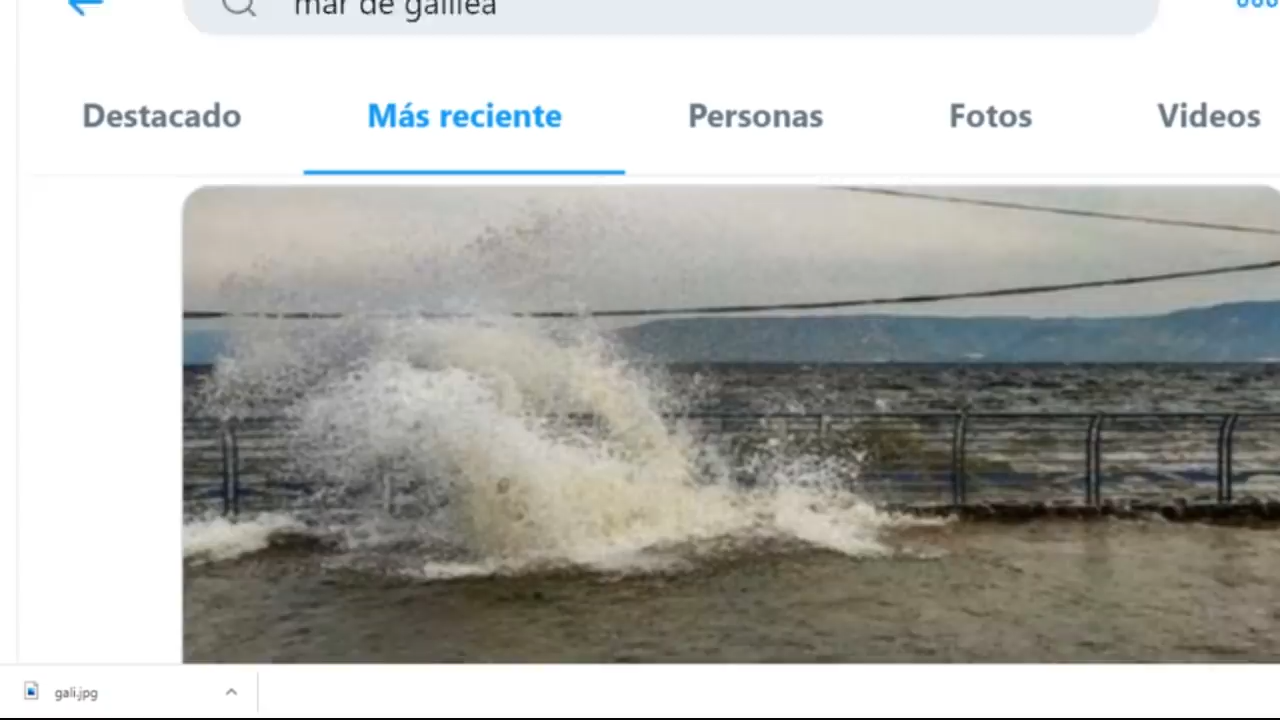 mar de galilea
Destacado Más reciente Personas Fotos Videos
gali.jpg